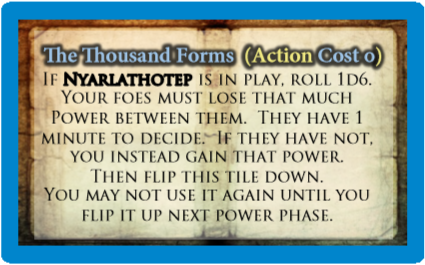 The Thousand Forms (Action Cost 0)
If Nyarlathotep is in play, roll 1d6.
Your foes must lose that much
Power between them. They have 1
minute to decide. If they have not,
you instead gain that power.
Then flip this tile down.
You may not use it again until you
flip it up next power phase.